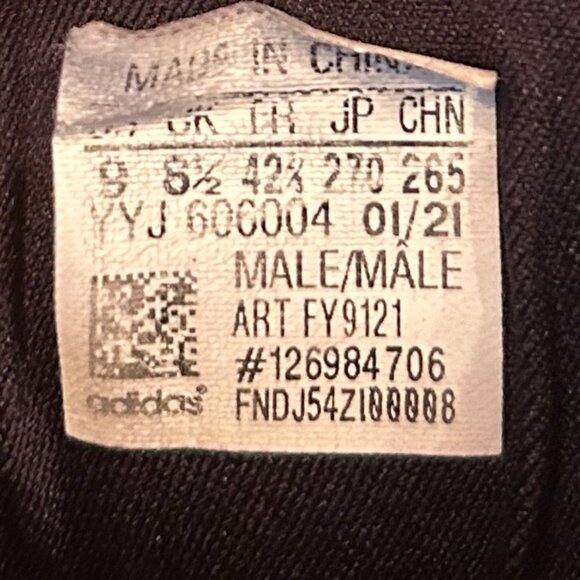 MADE IN CHINA
UK FR JP CHN
9 8½ 42⅔ 270 265
YYJ 606004 01/21
MALE/MÂLE
ART FY9121
#126984706
adidas
FNDJ54Z100008